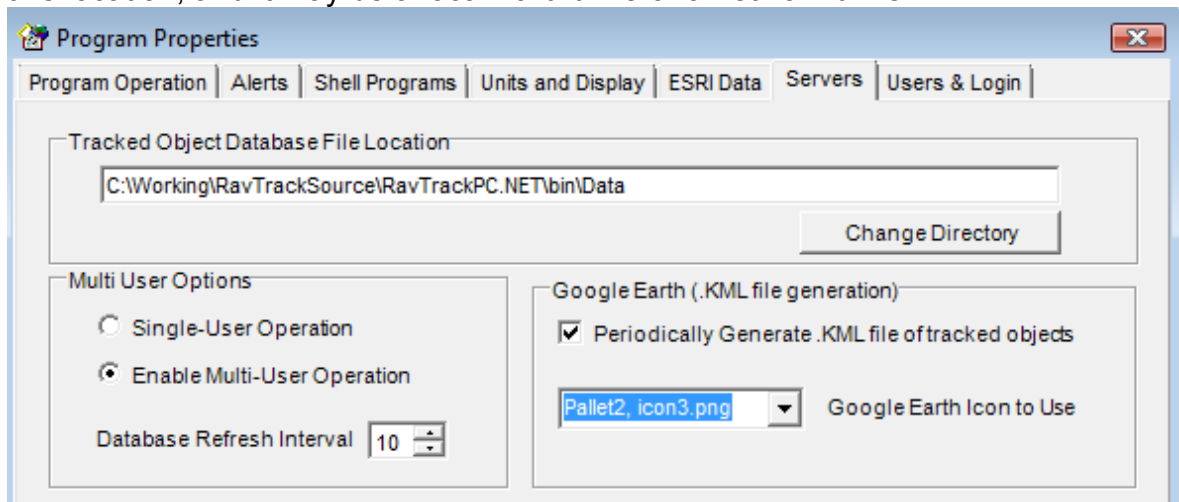 Program Properties
Program Operation Alerts Shell Programs Units and Display ESRI Data Servers Users & Login
Tracked Object Database File Location
C:\Working\RavTrackSource\RavTrackPC.NET\bin\Data
Change Directory
Multi User Options
Single-User Operation
Enable Multi-User Operation
Database Refresh Interval 10
Google Earth (.KML file generation)
Periodically Generate .KML file of tracked objects
Pallet2, icon3.png Google Earth Icon to Use